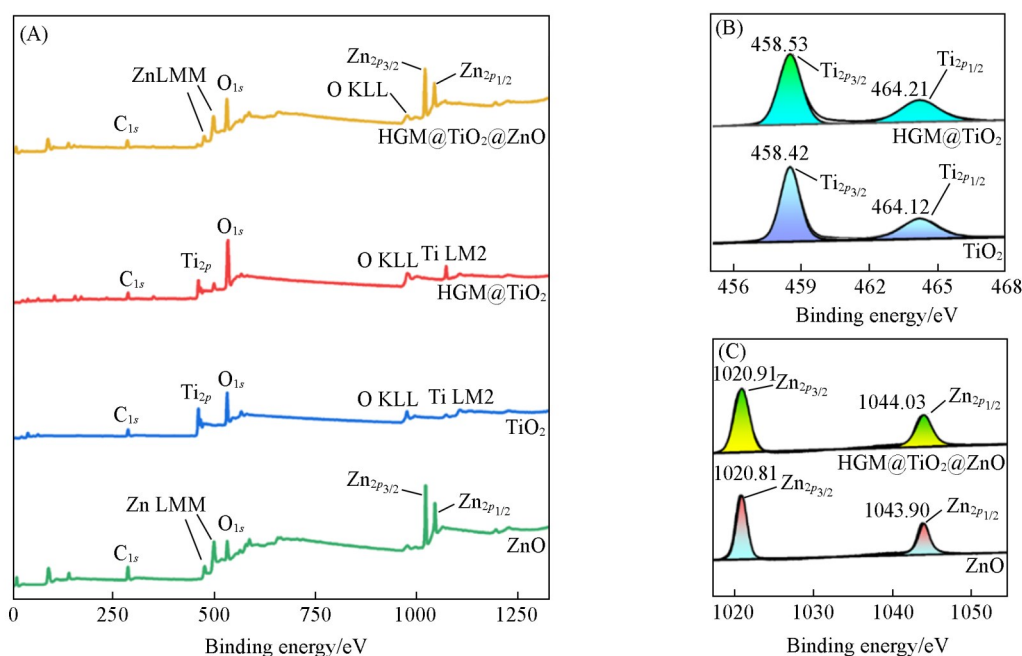 (A)
Zn2p3/2
Zn2p1/2
ZnLMM
O1s
O KLL
C1s
HGM@TiO2@ZnO
O1s
Ti2p
O KLL Ti LM2
C1s
HGM@TiO2
O1s
Ti2p
O KLL Ti LM2
C1s
TiO2
Zn2p3/2
Zn2p1/2
Zn LMM
O1s
C1s
ZnO
0 250 500 750 1000 1250
Binding energy/eV
(B)
458.53
Ti2p3/2
Ti2p1/2
464.21
HGM@TiO2
458.42
Ti2p3/2
Ti2p1/2
464.12
TiO2
456 459 462 465 468
Binding energy/eV
(C)
1020.91
Zn2p3/2
1044.03
Zn2p1/2
HGM@TiO2@ZnO
1020.81
Zn2p3/2
1043.90
Zn2p1/2
ZnO
1020 1030 1040 1050
Binding energy/eV